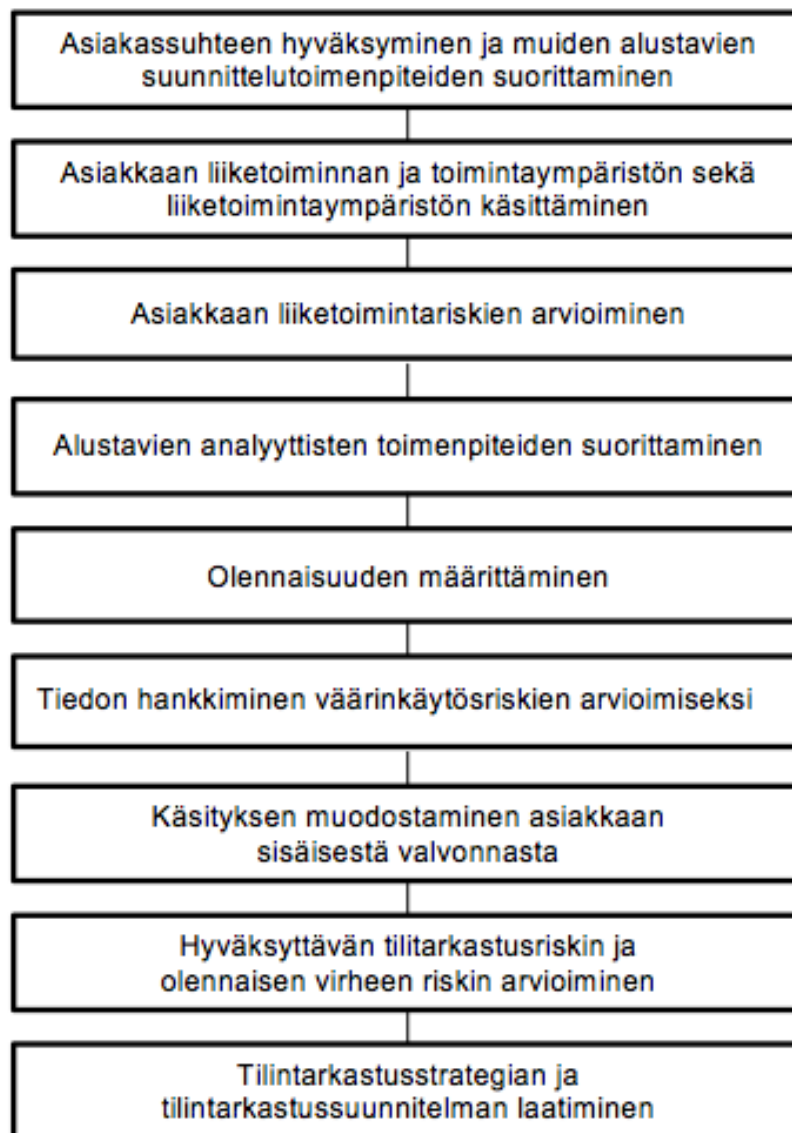 Asiakassuhteen hyväksyminen ja muiden alustavien
suunnittelutoimenpiteiden suorittaminen
Asiakkaan liiketoiminnan ja toimintaympäristön sekä
liiketoimintaympäristön käsittäminen
Asiakkaan liiketoimintariskien arvioiminen
Alustavien analyyttisten toimenpiteiden suorittaminen
Olennaisuuden määrittäminen
Tiedon hankkiminen väärinkäytösriskien arvioimiseksi
Käsityksen muodostaminen asiakkaan
sisäisestä valvonnasta
Hyväksyttävän tilitarkastusriskin ja
olennaisen virheen riskin arvioiminen
Tilintarkastusstrategian ja
tilintarkastussuunnitelman laatiminen